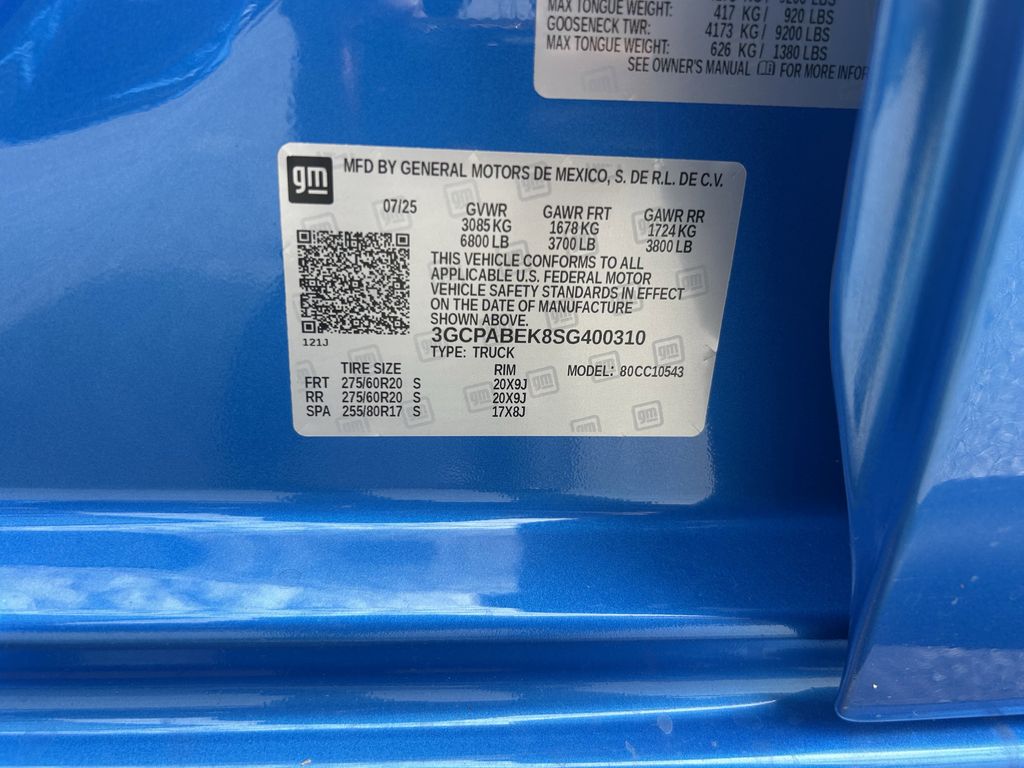 MAX TONGUE WEIGHT: 417 KG / 920 LBS
GOOSENECK TWR: 4173 KG / 9200 LBS
MAX TONGUE WEIGHT: 626 KG / 1380 LBS
SEE OWNER'S MANUAL FOR MORE INFOR
gm MFD BY GENERAL MOTORS DE MEXICO, S. DE R.L. DE C.V.
07/25 GVWR GAWR FRT GAWR RR
3085 KG 1678 KG 1724 KG
6800 LB 3700 LB 3800 LB
THIS VEHICLE CONFORMS TO ALL
APPLICABLE U.S. FEDERAL MOTOR
VEHICLE SAFETY STANDARDS IN EFFECT
ON THE DATE OF MANUFACTURE
SHOWN ABOVE.
3GCPABEK8SG400310
121J
TYPE: TRUCK
TIRE SIZE RIM MODEL: 80CC10543
FRT 275/60R20 S 20X9J
RR 275/60R20 S 20X9J
SPA 255/80R17 S 17X8J